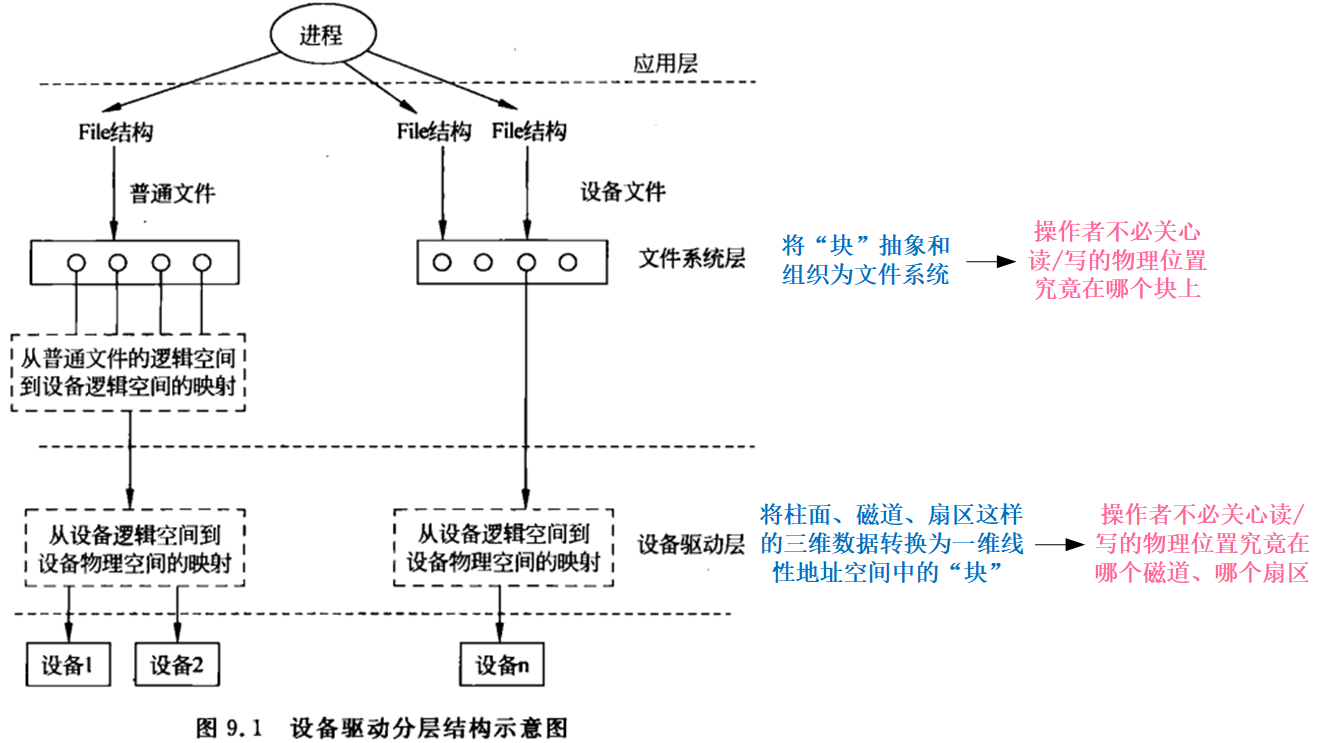 进程
应用层
File结构
File结构 File结构
普通文件
设备文件
文件系统层
将“块”抽象和
组织为文件系统
操作者不必关心
读/写的物理位置
究竟在哪个块上
从普通文件的逻辑空间
到设备逻辑空间的映射
从设备逻辑空间到
设备物理空间的映射
从设备逻辑空间到
设备物理空间的映射
设备驱动层
将柱面、磁道、扇区这样
的三维数据转换为一维线
性地址空间中的“块”
操作者不必关心读/
写的物理位置究竟在
哪个磁道、哪个扇区
设备1
设备2
设备n
图 9.1 设备驱动分层结构示意图